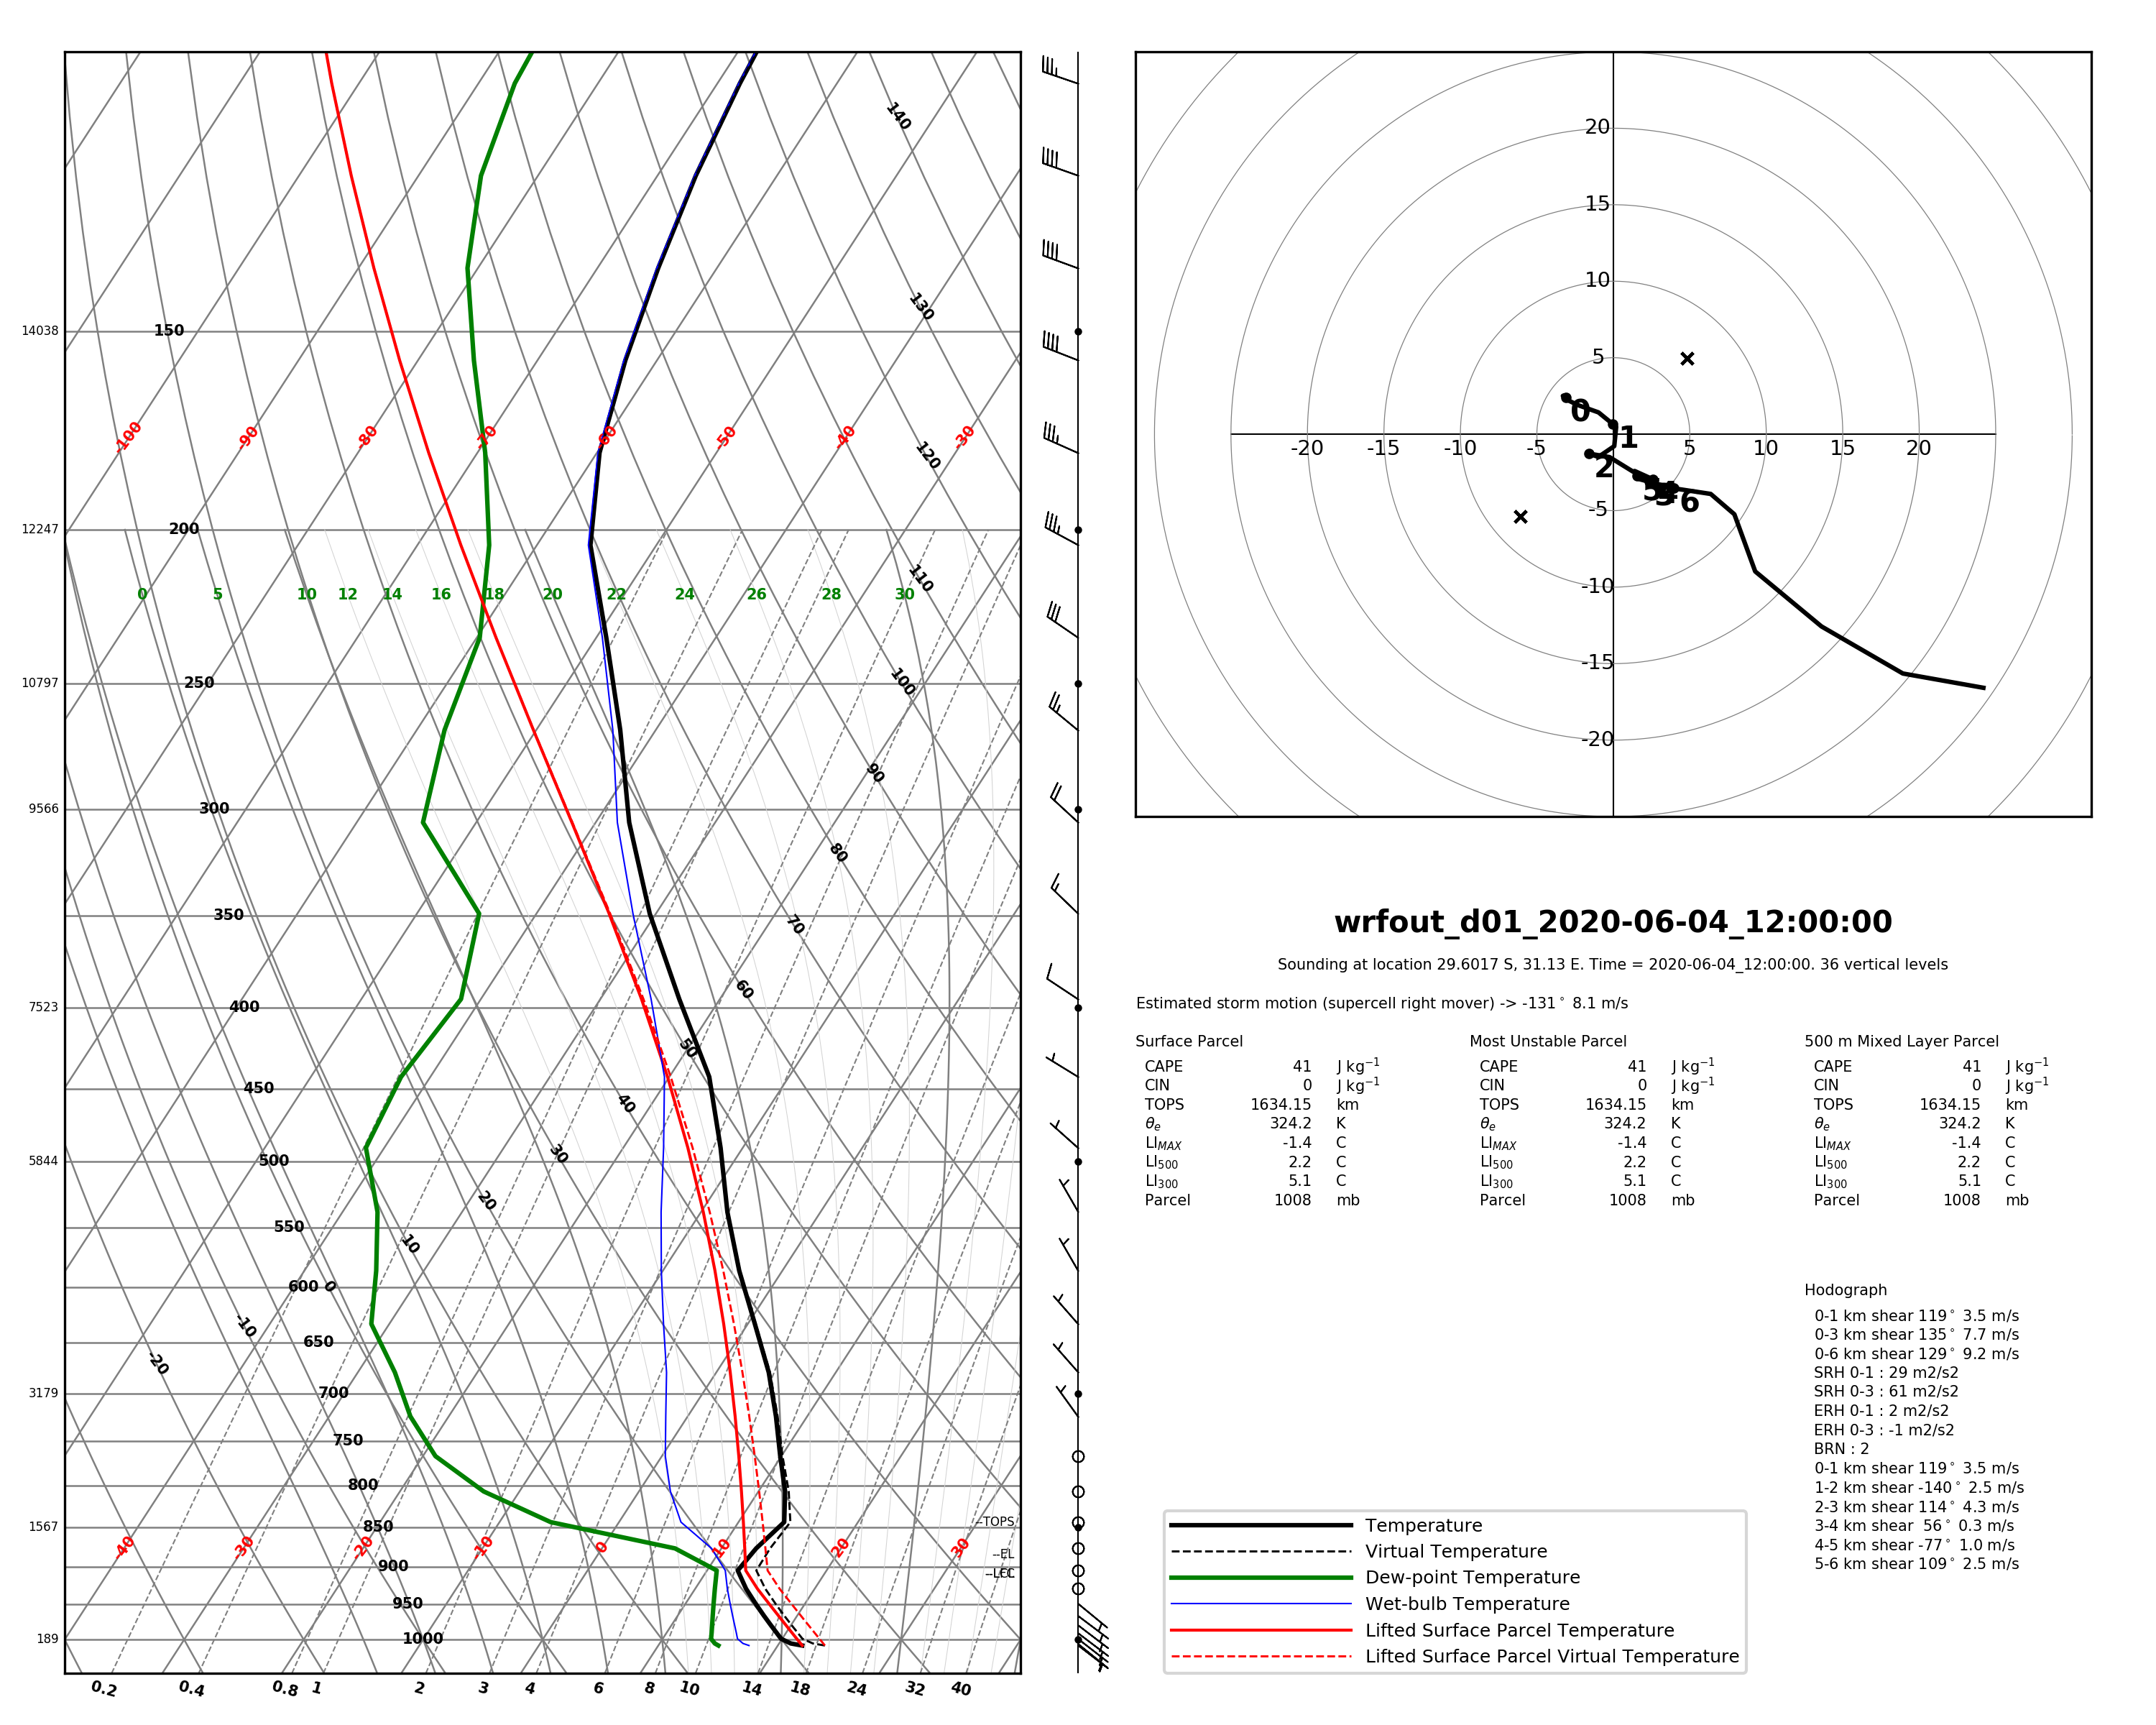 140
130
14038 150
-100 -90 -80 -70 -60 -50 -40 -30
120
12247 200
110
0 5 10 12 14 16 18 20 22 24 26 28 30
10797 250
100
90
9566 300
80
350
70
7523 400
60
50
450
40
5844 500
30
20
550
10
600 0
-10
650
-20
3179 700
750
800
1567 850
--TOPS
-40 -30 -20 -10 0 10 20 30
--EL
900
950
189 1000
0.2 0.4 0.8 1 2 3 4 6 8 10 14 18 24 32 40
20
15
10
5
-20 -15 -10 -5 5 10 15 20
-5
-10
-15
-20
0
1
2
6
wrfout_d01_2020-06-04_12:00:00
Sounding at location 29.6017 S, 31.13 E. Time = 2020-06-04_12:00:00. 36 vertical levels
Estimated storm motion (supercell right mover) -> -131° 8.1 m/s
Surface Parcel
CAPE 41 J kg⁻¹
CIN 0 J kg⁻¹
TOPS 1634.15 km
θe 324.2 K
LIMAX -1.4 C
LI500 2.2 C
LI300 5.1 C
Parcel 1008 mb
Most Unstable Parcel
CAPE 41 J kg⁻¹
CIN 0 J kg⁻¹
TOPS 1634.15 km
θe 324.2 K
LIMAX -1.4 C
LI500 2.2 C
LI300 5.1 C
Parcel 1008 mb
500 m Mixed Layer Parcel
CAPE 41 J kg⁻¹
CIN 0 J kg⁻¹
TOPS 1634.15 km
θe 324.2 K
LIMAX -1.4 C
LI500 2.2 C
LI300 5.1 C
Parcel 1008 mb
Hodograph
0-1 km shear 119° 3.5 m/s
0-3 km shear 135° 7.7 m/s
0-6 km shear 129° 9.2 m/s
SRH 0-1 : 29 m2/s2
SRH 0-3 : 61 m2/s2
ERH 0-1 : 2 m2/s2
ERH 0-3 : -1 m2/s2
BRN : 2
0-1 km shear 119° 3.5 m/s
1-2 km shear -140° 2.5 m/s
2-3 km shear 114° 4.3 m/s
3-4 km shear 56° 0.3 m/s
4-5 km shear -77° 1.0 m/s
5-6 km shear 109° 2.5 m/s
Temperature
Virtual Temperature
Dew-point Temperature
Wet-bulb Temperature
Lifted Surface Parcel Temperature
Lifted Surface Parcel Virtual Temperature